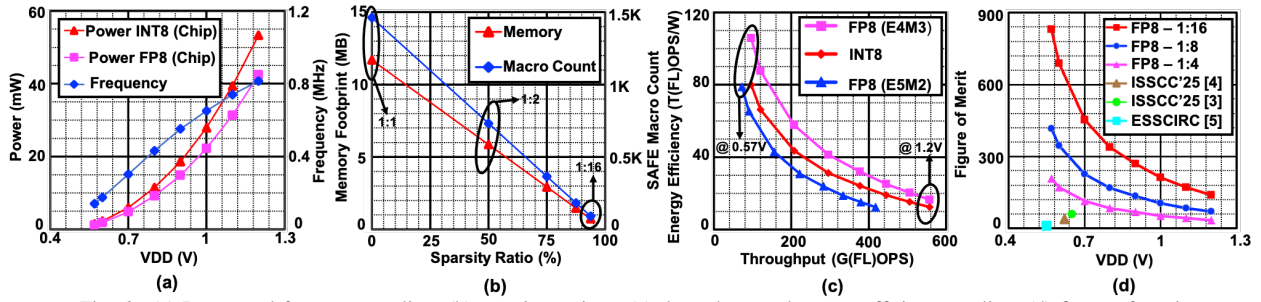 60
40
20
0
Power (mW)
1.2
0.8
0.4
0
Frequency (MHz)
Power INT8 (Chip)
Power FP8 (Chip)
Frequency
0.4
0.7
1
1.3
VDD (V)
(a)
15
10
5
0
Memory Footprint (MB)
1.5K
1K
0.5K
0
SAFE Macro Count
Memory
Macro Count
1:1
1:2
1:16
0
25
50
75
100
Sparsity Ratio (%)
(b)
120
80
40
0
Energy Efficiency (T(FL)OPS/W)
FP8 (E4M3)
INT8
FP8 (E5M2)
@ 0.57V
@ 1.2V
0
200
400
600
Throughput (G(FL)OPS)
(c)
900
600
300
0
Figure of Merit
FP8 – 1:16
FP8 – 1:8
FP8 – 1:4
ISSCC'25 [4]
ISSCC'25 [3]
ESSCIRC [5]
0.4
0.7
1
1.3
VDD (V)
(d)